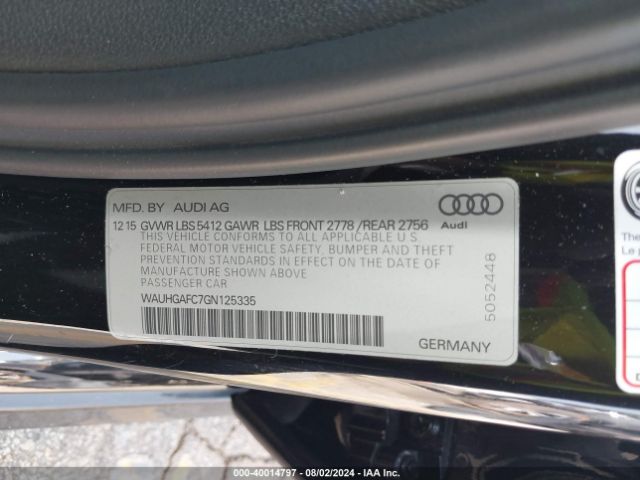 MFD. BY AUDI AG
Audi
12 15 GVWR LBS 5412 GAWR LBS FRONT 2778 /REAR 2756
THIS VEHICLE CONFORMS TO ALL APPLICABLE U S
FEDERAL MOTOR VEHICLE SAFETY, BUMPER AND THEFT
PREVENTION STANDARDS IN EFFECT ON THE DATE OF
MANUFACTURE SHOWN ABOVE
PASSENGER CAR
WAUHGAFC7GN125335
5052448
GERMANY
The
Le p
000-40014797 - 08/02/2024 - IAA Inc.